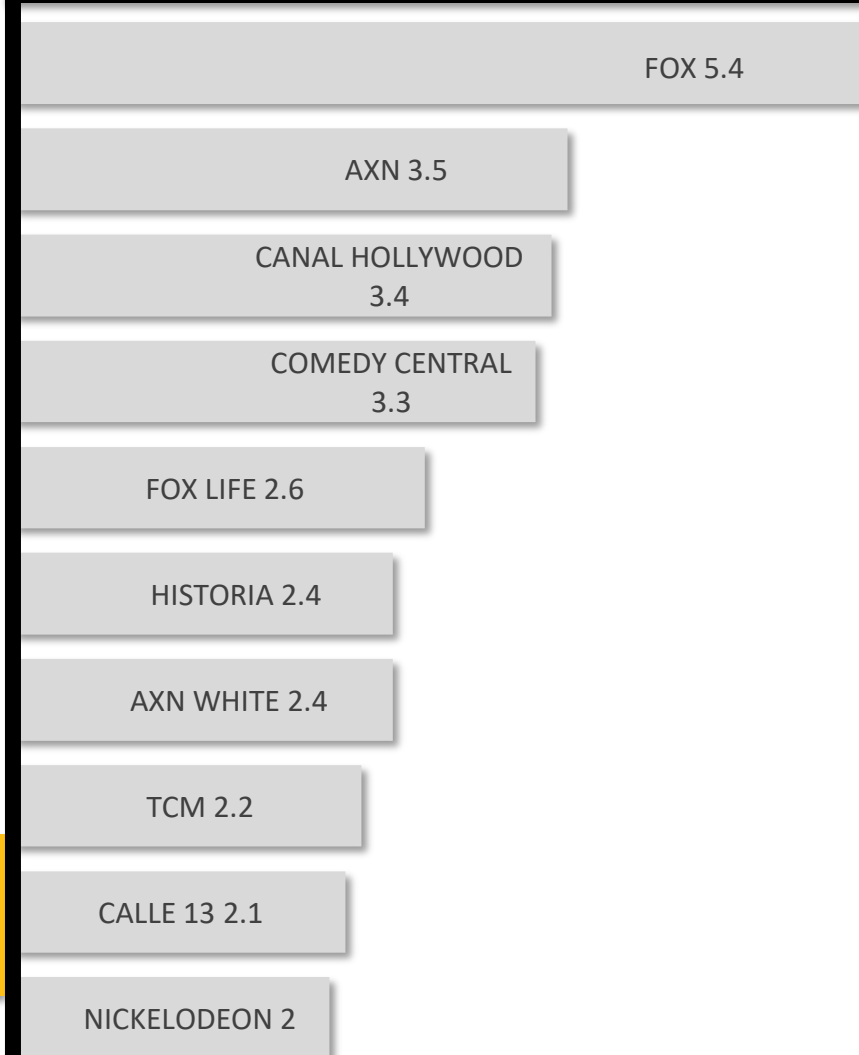 FOX 5.4
AXN 3.5
CANAL HOLLYWOOD
3.4
COMEDY CENTRAL
3.3
FOX LIFE 2.6
HISTORIA 2.4
AXN WHITE 2.4
TCM 2.2
CALLE 13 2.1
NICKELODEON 2